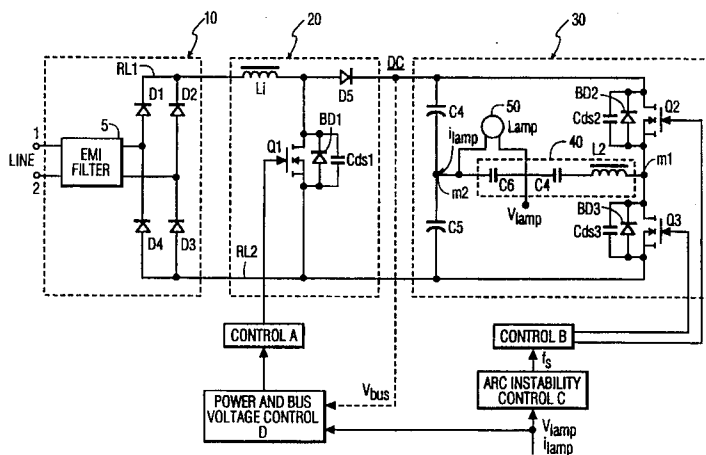 10
20
30
RL1
D1
D2
Li
D5
DC
50
Lamp
C4
ilamp
BD2
Cds2
Q2
LINE
1
2
5
EMI
FILTER
Q1
BD1
Cds1
40
L2
m1
m2
C6
C4
Vlamp
D4
D3
RL2
C5
BD3
Cds3
Q3
CONTROL A
CONTROL B
fs
Vbus
POWER AND BUS
VOLTAGE CONTROL
D
ARC INSTABILITY
CONTROL C
Vlamp
ilamp